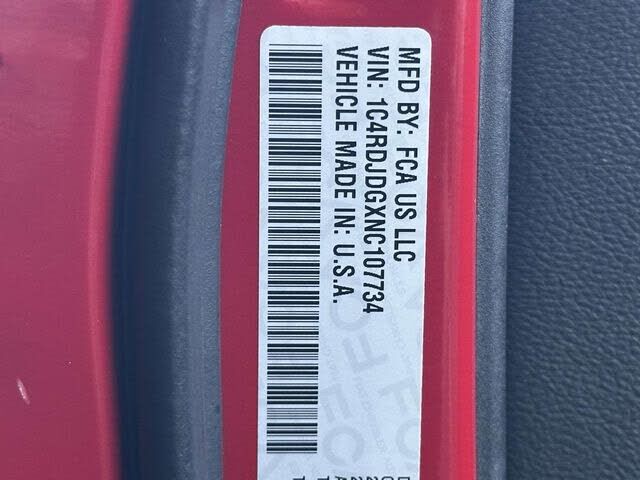 MFD BY: FCA US LLC
VIN: 1C4RDJDGXNC107734
VEHICLE MADE IN: U.S.A.